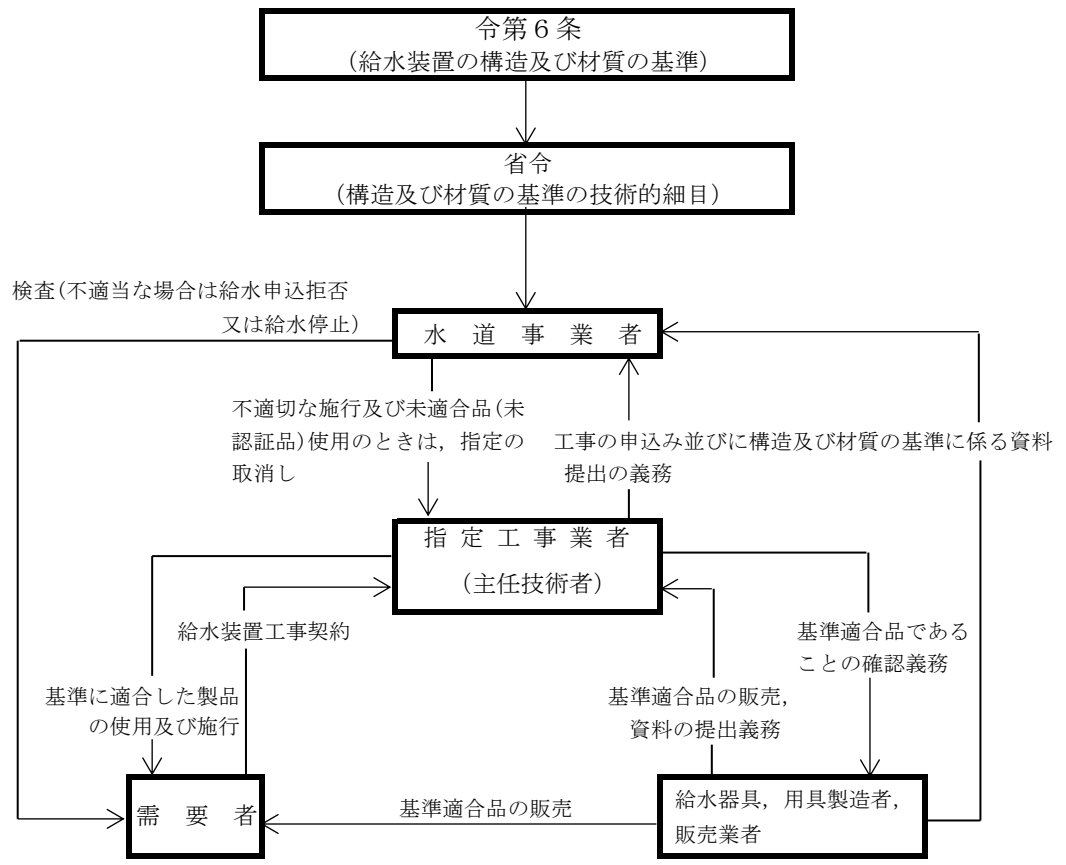 令第６条
(給水装置の構造及び材質の基準)
省令
(構造及び材質の基準の技術的細目)
検査(不適当な場合は給水申込拒否
又は給水停止)
水　道　事　業　者
不適切な施行及び未適合品(未
認証品)使用のときは，指定の
取消し
工事の申込み並びに構造及び材質の基準に係る資料
提出の義務
指 定 工 事 業 者
(主任技術者)
給水装置工事契約
基準適合品である
ことの確認義務
基準に適合した製品
の使用及び施行
基準適合品の販売，
資料の提出義務
需　要　者
基準適合品の販売
給水器具，用具製造者，
販売業者